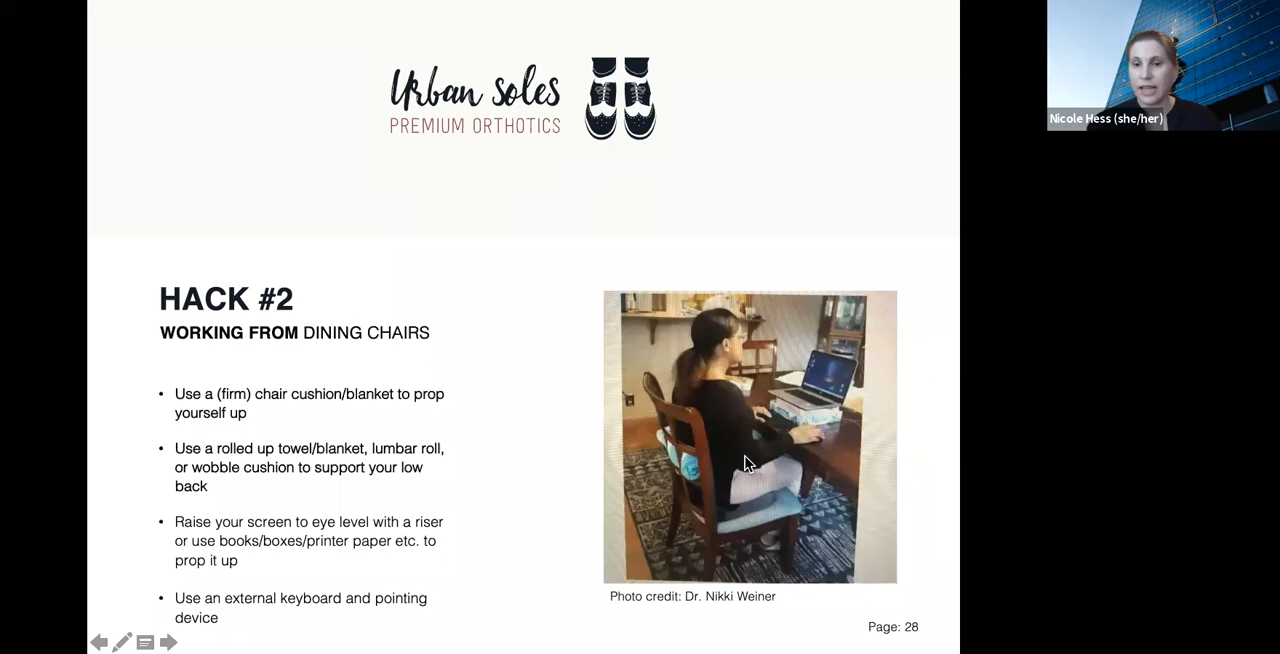 Urban soles
PREMIUM ORTHOTICS
Nicole Hess (she/her)
HACK #2
WORKING FROM DINING CHAIRS
• Use a (firm) chair cushion/blanket to prop
yourself up
• Use a rolled up towel/blanket, lumbar roll,
or wobble cushion to support your low
back
• Raise your screen to eye level with a riser
or use books/boxes/printer paper etc. to
prop it up
• Use an external keyboard and pointing
device
Photo credit: Dr. Nikki Weiner
Page: 28